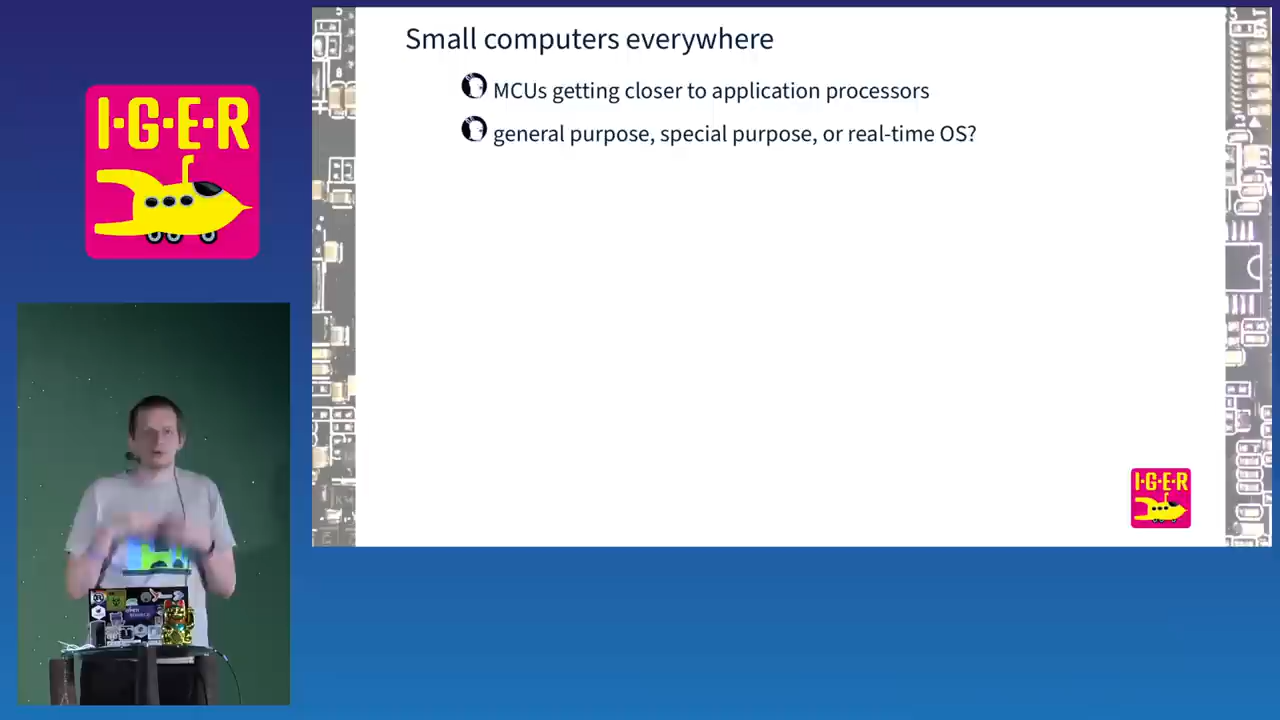 I·G·E·R
Small computers everywhere
MCUs getting closer to application processors
general purpose, special purpose, or real-time OS?
I·G·E·R